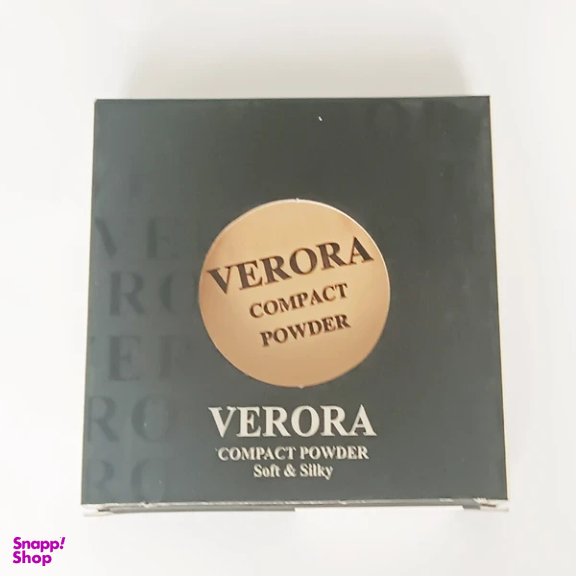 VERORA
COMPACT
POWDER
VERORA
COMPACT POWDER
Soft & Silky
Snapp!
Shop